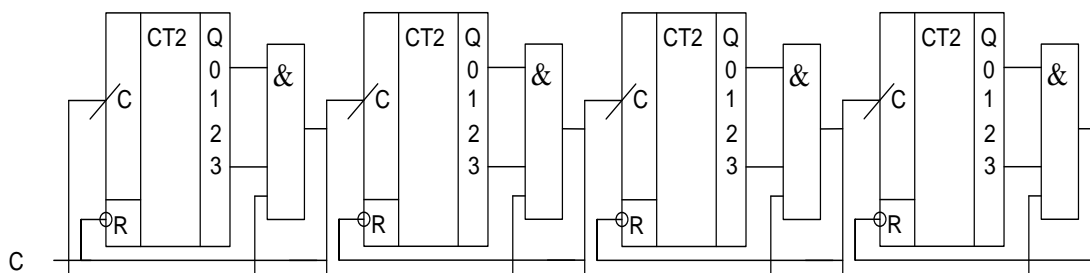 CT2 Q CT2 Q CT2 Q CT2 Q
0 & 0 & 0 & 0 &
C 1 C 1 C 1 C 1
2 2 2 2
3 3 3 3
R R R R
C